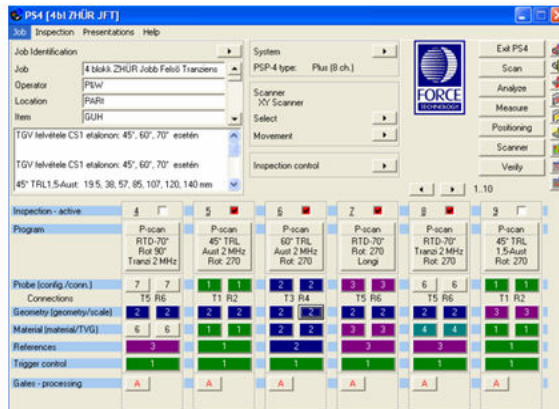 PS4 [4bl ZHÜR JFT]
Job Inspection Presentations Help
Job Identification
Job 4 blokk ZHÜR Jobb Felső Tranziens
Operator P&W
Location PARt
Item GUH
TGV felvétele CS1 etalonon: 45°, 60°, 70° esetén
TGV felvétele CS1 etalonon: 45°, 60°, 70° esetén
45° TRL1,5-Aust: 19.5, 38, 57, 85, 107, 120, 140 mm
System
PSP-4 type: Plus (8 ch.)
Scanner
XY Scanner
Select
Movement
Inspection control
FORCE
TECHNOLOGY
Exit PS4
Scan
Analyze
Measure
Positioning
Scanner
Verify
1..10
Inspection - active 4 5 6 7 8 9
Program
P-scan RTD-70° Rot 90° Tranzi 2 MHz
P-scan 45° TRL Aust 2 MHz Rot: 270
P-scan 60° TRL Aust 2 MHz Rot: 270
P-scan RTD-70° Rot: 270 Longi
P-scan RTD-70° Tranzi 2 MHz Rot: 270
P-scan 45° TRL 1,5-Aust Rot: 270
Probe (config./conn.) 7 7 1 1 2 2 3 3 6 6 1 1
Connections T5 R6 T1 R2 T3 R4 T5 R6 T5 R6 T1 R2
Geometry (geometry/scale) 2 2 2 2 2 2 2 2 2 2 3 3
Material (material/TVG) 6 6 1 1 2 2 3 3 4 4 1 1
References 3 1 2 3 3 1
Trigger control 1 1 1 1 1 1
Gates - processing A A A A A A